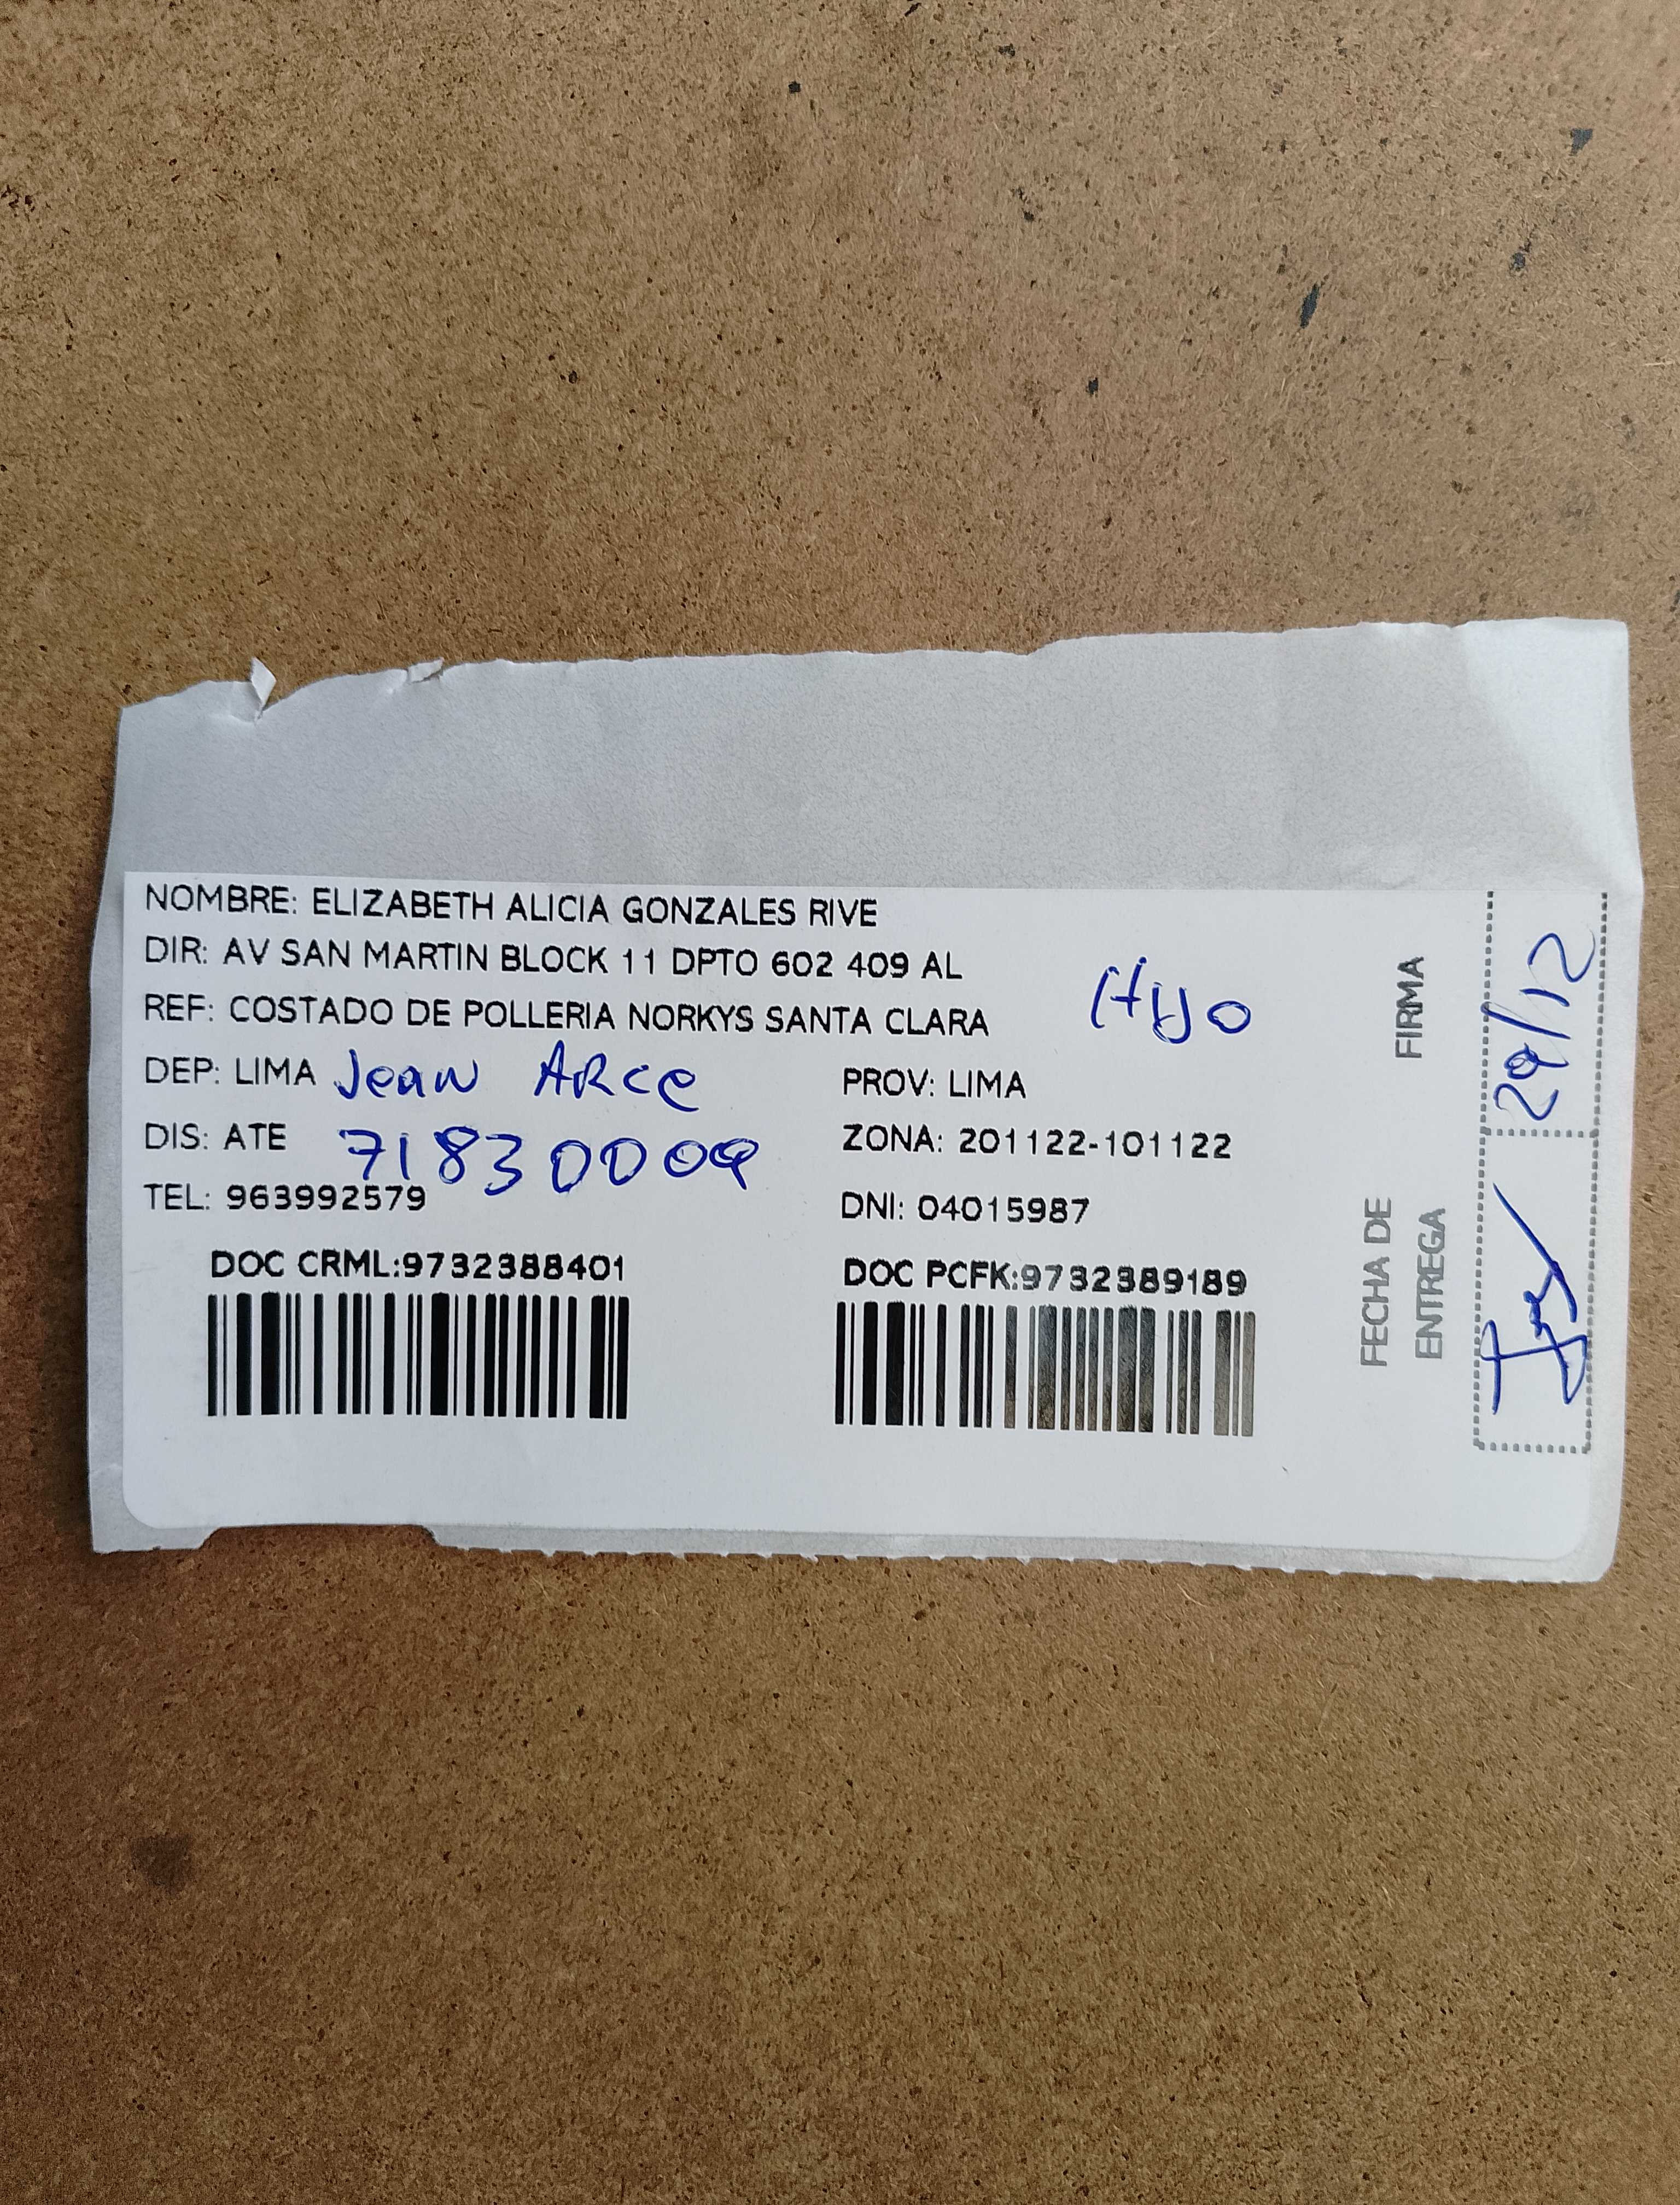 NOMBRE: ELIZABETH ALICIA GONZALES RIVE
DIR: AV SAN MARTIN BLOCK 11 DPTO 602 409 AL
REF: COSTADO DE POLLERIA NORKYS SANTA CLARA
HIJO
DEP: LIMA Jean ARce
PROV: LIMA
DIS: ATE 71830009
ZONA: 201122-101122
TEL: 963992579
DNI: 04015987
DOC CRML:9732388401
DOC PCFK:9732389189
FIRMA
FECHA DE
ENTREGA
29/12